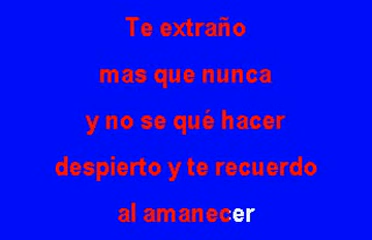 Te extraño
mas que nunca
y no se qué hacer
despierto y te recuerdo
al amanecer